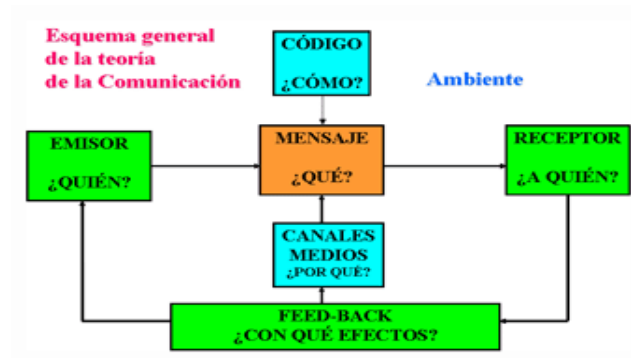 Esquema general
de la teoría
de la Comunicación
CÓDIGO
¿CÓMO?
Ambiente
EMISOR
¿QUIÉN?
MENSAJE
¿QUÉ?
RECEPTOR
¿A QUIÉN?
CANALES
MEDIOS
¿POR QUÉ?
FEED-BACK
¿CON QUÉ EFECTOS?